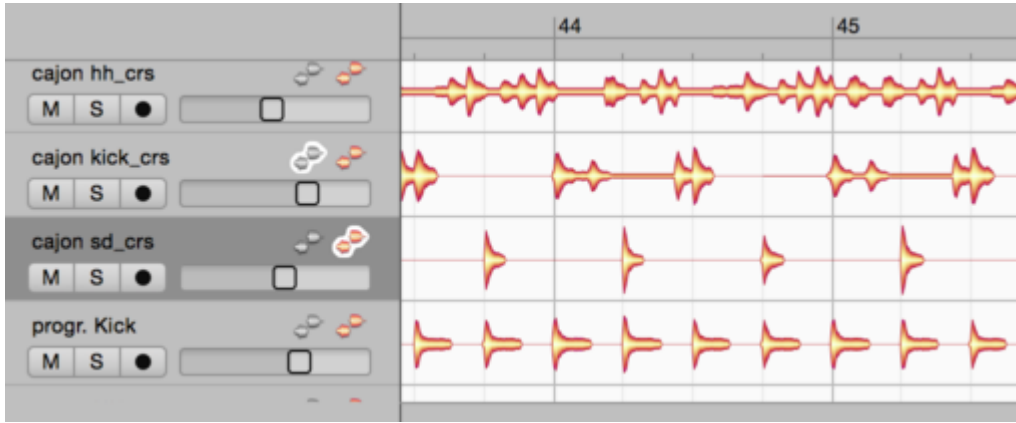 44 45
cajon hh_crs
M S
cajon kick_crs
M S
cajon sd_crs
M S
progr. Kick
M S